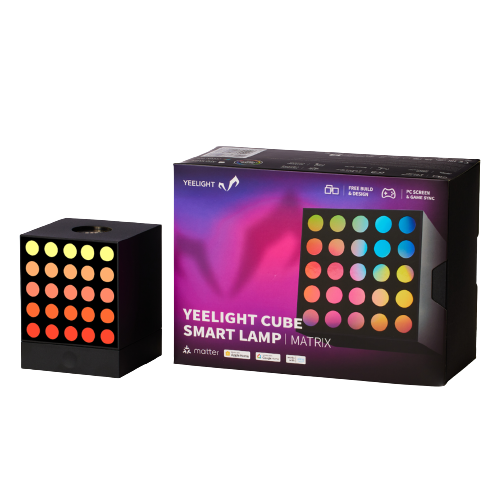 YEELIGHT
FREE BUILD
& DESIGN
PC SCREEN
& GAME SYNC
YEELIGHT CUBE
SMART LAMP | MATRIX
matter